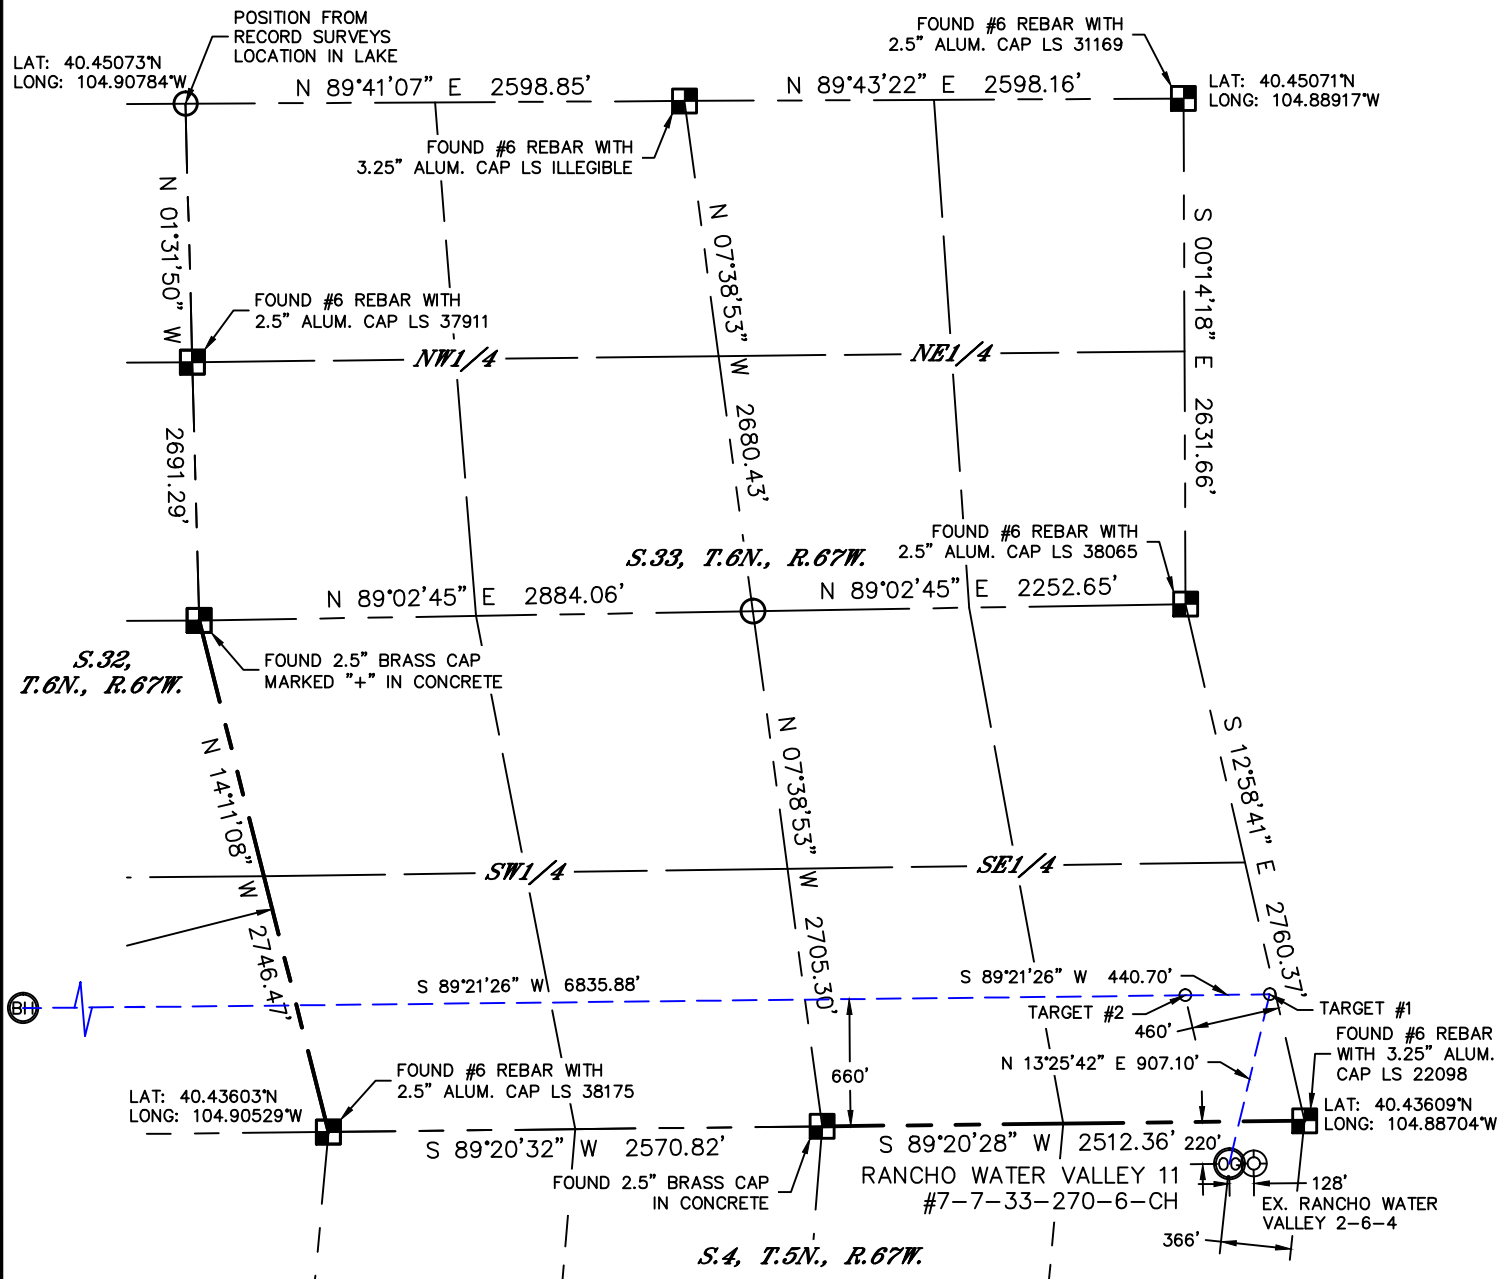 POSITION FROM
RECORD SURVEYS
LOCATION IN LAKE
LAT: 40.45073°N
LONG: 104.90784°W
N 89°41'07" E 2598.85'
N 89°43'22" E 2598.16'
FOUND #6 REBAR WITH
2.5" ALUM. CAP LS 31169
LAT: 40.45071°N
LONG: 104.88917°W
FOUND #6 REBAR WITH
3.25" ALUM. CAP LS ILLEGIBLE
N 01°31'50" W 2691.29'
N 07°38'53" W 2680.43'
S 00°14'18" E 2631.66'
FOUND #6 REBAR WITH
2.5" ALUM. CAP LS 37911
NW1/4
NE1/4
FOUND #6 REBAR WITH
2.5" ALUM. CAP LS 38065
S.33, T.6N., R.67W.
N 89°02'45" E 2884.06'
N 89°02'45" E 2252.65'
S.32,
T.6N., R.67W.
FOUND 2.5" BRASS CAP
MARKED "+" IN CONCRETE
N 14°11'08" W 2746.47'
N 07°38'53" W 2705.30'
S 12°58'41" E 2760.37'
SW1/4
SE1/4
S 89°21'26" W 6835.88'
S 89°21'26" W 440.70'
BH
TARGET #2
TARGET #1
460'
N 13°25'42" E 907.10'
660'
FOUND #6 REBAR
WITH 3.25" ALUM.
CAP LS 22098
LAT: 40.43603°N
LONG: 104.90529°W
FOUND #6 REBAR WITH
2.5" ALUM. CAP LS 38175
LAT: 40.43609°N
LONG: 104.88704°W
S 89°20'32" W 2570.82'
S 89°20'28" W 2512.36'
220'
FOUND 2.5" BRASS CAP
IN CONCRETE
RANCHO WATER VALLEY 11
#7-7-33-270-6-CH
OG
128'
EX. RANCHO WATER
VALLEY 2-6-4
366'
S.4, T.5N., R.67W.